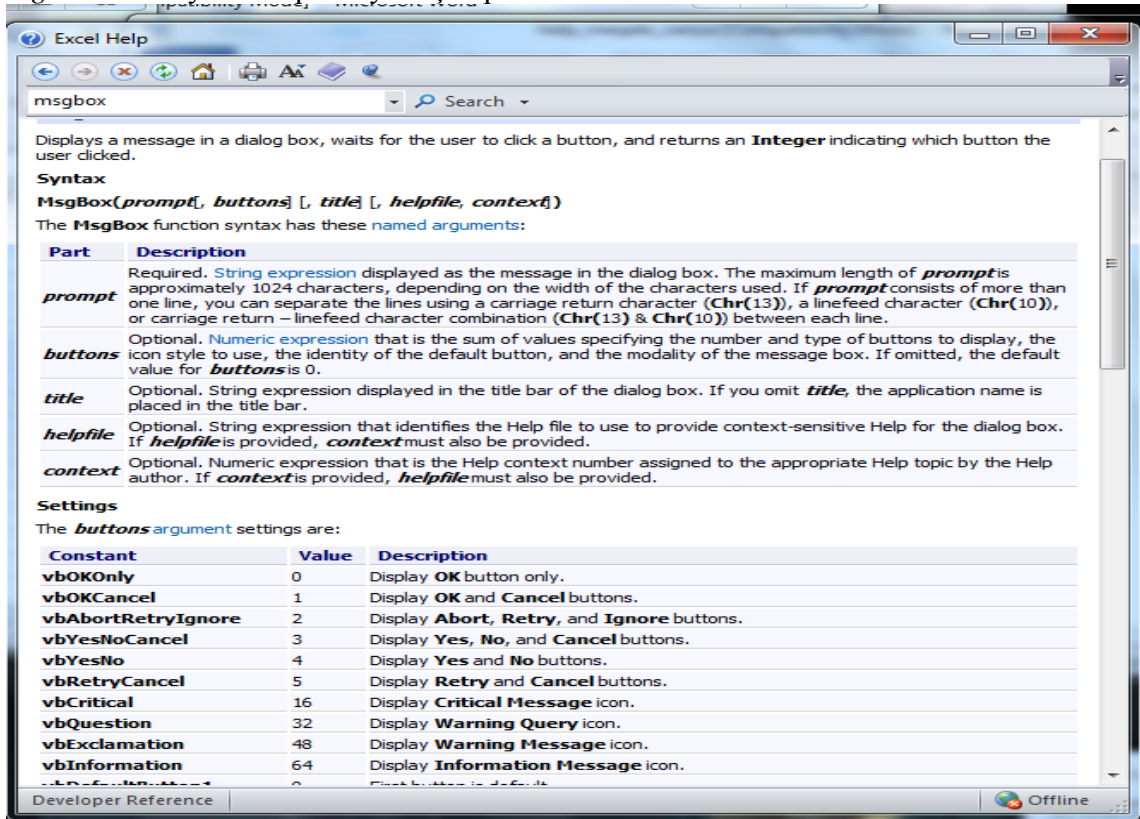 Microsoft Word
Excel Help
msgbox
Search
Displays a message in a dialog box, waits for the user to click a button, and returns an Integer indicating which button the
user clicked.
Syntax
MsgBox(prompt[, buttons] [, title] [, helpfile, context])
The MsgBox function syntax has these named arguments:
Part Description
prompt Required. String expression displayed as the message in the dialog box. The maximum length of prompt is
approximately 1024 characters, depending on the width of the characters used. If prompt consists of more than
one line, you can separate the lines using a carriage return character (Chr(13)), a linefeed character (Chr(10)),
or carriage return – linefeed character combination (Chr(13) & Chr(10)) between each line.
buttons Optional. Numeric expression that is the sum of values specifying the number and type of buttons to display, the
icon style to use, the identity of the default button, and the modality of the message box. If omitted, the default
value for buttons is 0.
title Optional. String expression displayed in the title bar of the dialog box. If you omit title, the application name is
placed in the title bar.
helpfile Optional. String expression that identifies the Help file to use to provide context-sensitive Help for the dialog box.
If helpfile is provided, context must also be provided.
context Optional. Numeric expression that is the Help context number assigned to the appropriate Help topic by the Help
author. If context is provided, helpfile must also be provided.
Settings
The buttons argument settings are:
Constant Value Description
vbOKOnly 0 Display OK button only.
vbOKCancel 1 Display OK and Cancel buttons.
vbAbortRetryIgnore 2 Display Abort, Retry, and Ignore buttons.
vbYesNoCancel 3 Display Yes, No, and Cancel buttons.
vbYesNo 4 Display Yes and No buttons.
vbRetryCancel 5 Display Retry and Cancel buttons.
vbCritical 16 Display Critical Message icon.
vbQuestion 32 Display Warning Query icon.
vbExclamation 48 Display Warning Message icon.
vbInformation 64 Display Information Message icon.
vbDefaultButton1 0 First button is default.
Developer Reference
Offline